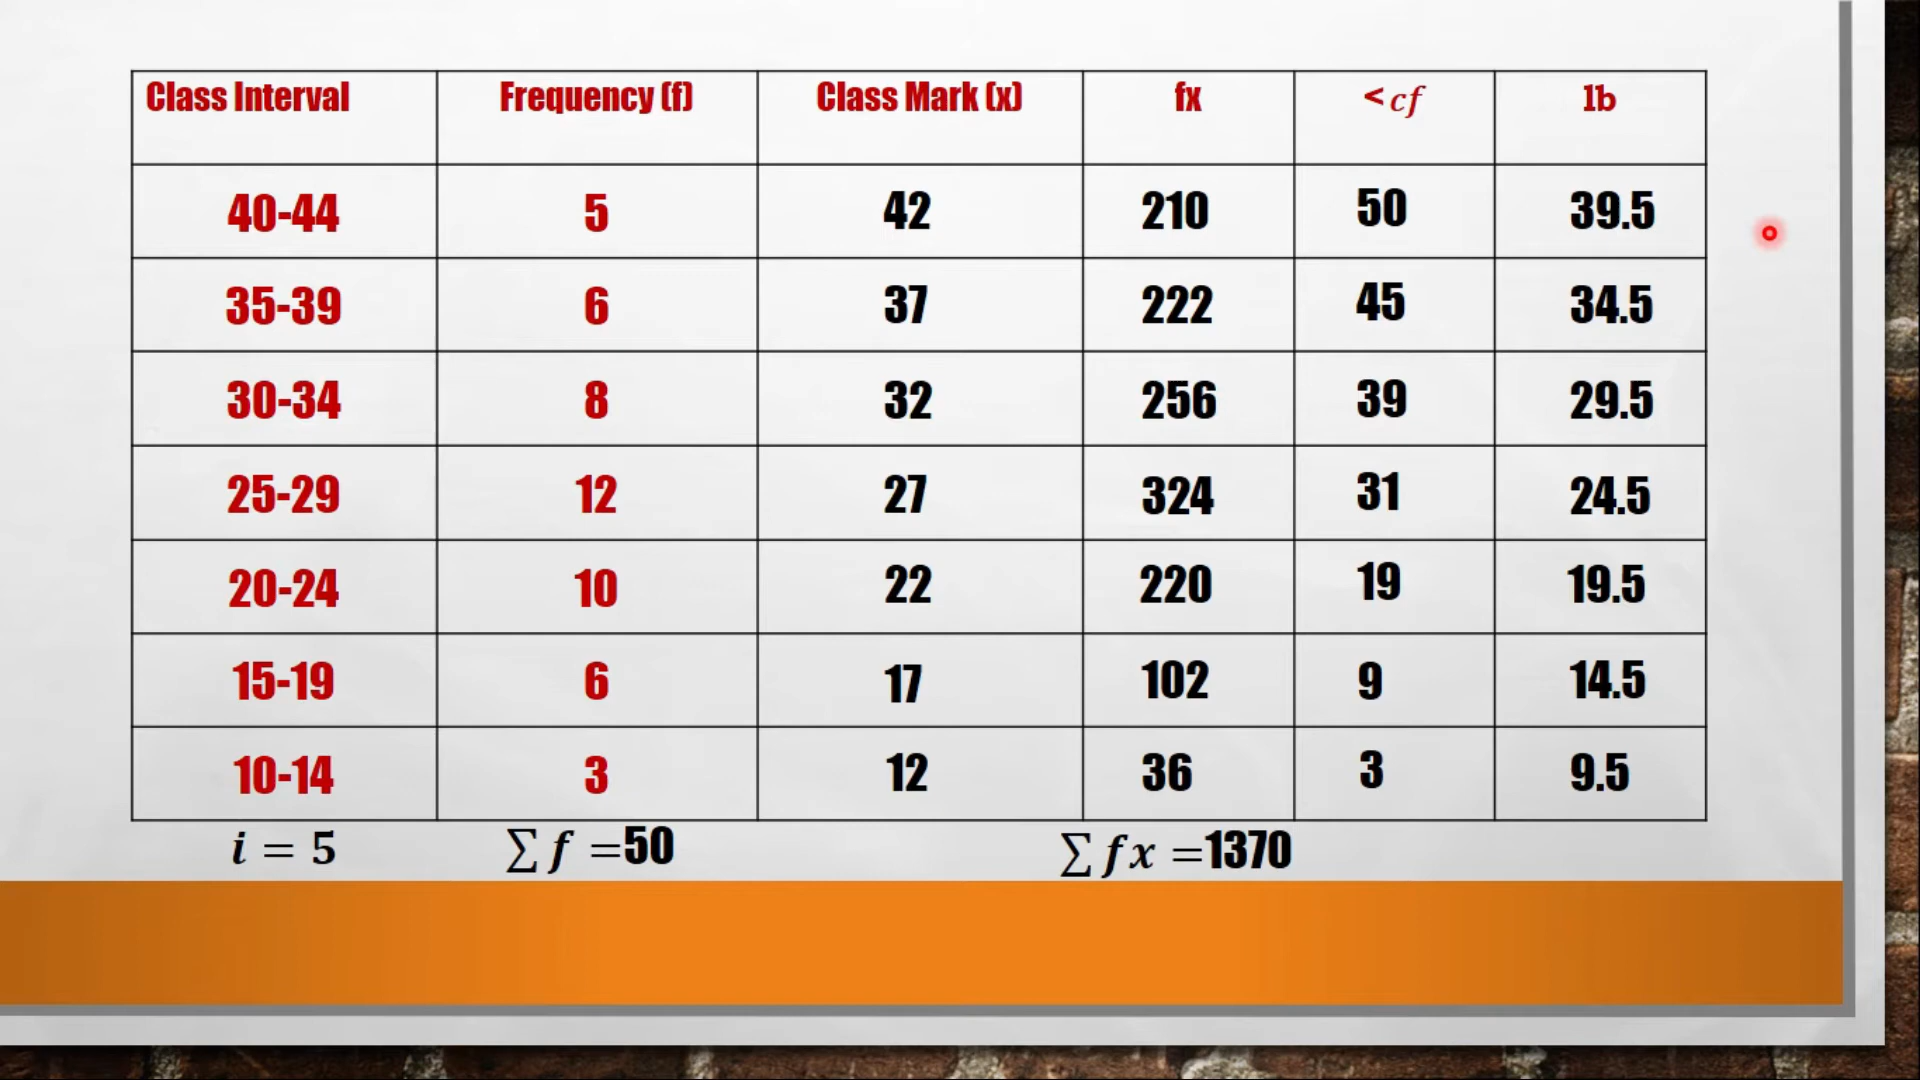 Class Interval Frequency (f) Class Mark (x) fx < cf lb
40-44 5 42 210 50 39.5
35-39 6 37 222 45 34.5
30-34 8 32 256 39 29.5
25-29 12 27 324 31 24.5
20-24 10 22 220 19 19.5
15-19 6 17 102 9 14.5
10-14 3 12 36 3 9.5
i = 5 ∑ f =50 ∑ fx =1370